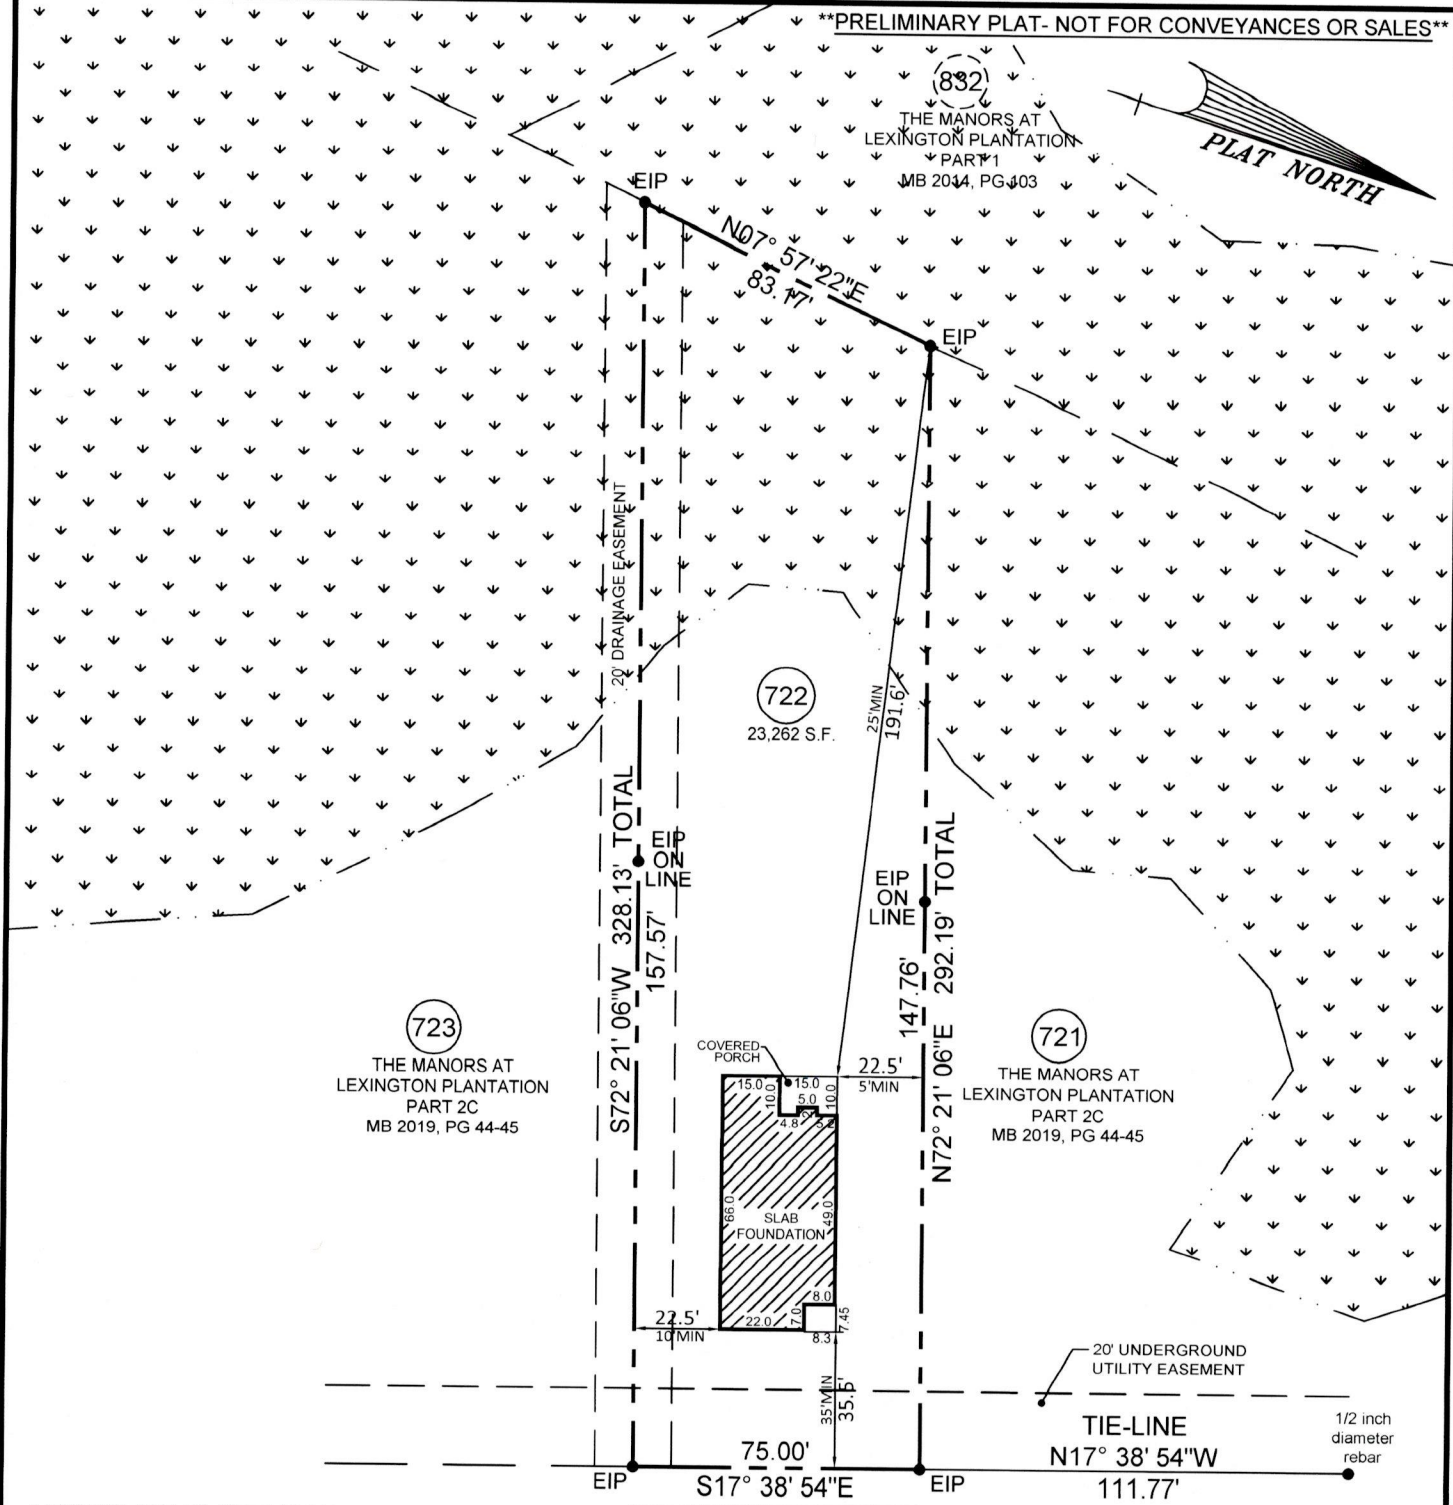 **PRELIMINARY PLAT- NOT FOR CONVEYANCES OR SALES**
832
THE MANORS AT
LEXINGTON PLANTATION
PART 1
MB 2014, PG 103
PLAT NORTH
EIP
N07° 57' 22"E
83.17'
EIP
20' DRAINAGE EASEMENT
722
23,262 S.F.
25'MIN
191.6'
S72° 21' 06"W 328.13' TOTAL
EIP
ON
LINE
157.57'
EIP
ON
LINE
147.76'
N72° 21' 06"E 292.19' TOTAL
723
THE MANORS AT
LEXINGTON PLANTATION
PART 2C
MB 2019, PG 44-45
721
THE MANORS AT
LEXINGTON PLANTATION
PART 2C
MB 2019, PG 44-45
COVERED
PORCH
22.5'
5'MIN
15.0
10.0
15.0
5.0
10.0
4.8
2
5.2
66.0
49.0
SLAB
FOUNDATION
8.0
22.0
7.0
7.45
8.3
22.5'
10'MIN
35'MIN
35.5'
20' UNDERGROUND
UTILITY EASEMENT
75.00'
S17° 38' 54"E
EIP
EIP
TIE-LINE
N17° 38' 54"W
111.77'
1/2 inch
diameter
rebar